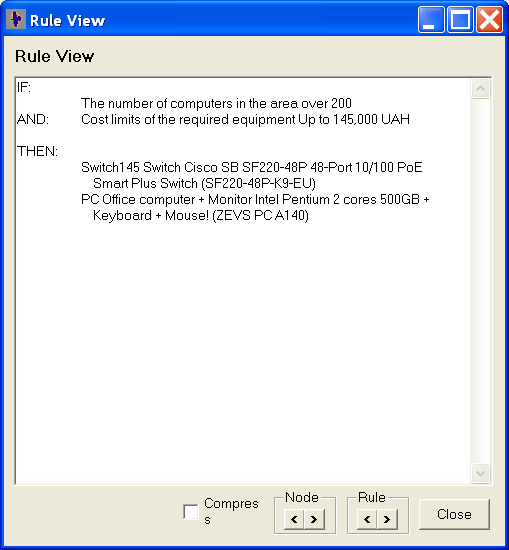 Rule View
Rule View
IF:
The number of computers in the area over 200
AND: Cost limits of the required equipment Up to 145,000 UAH
THEN:
Switch145 Switch Cisco SB SF220-48P 48-Port 10/100 PoE
Smart Plus Switch (SF220-48P-K9-EU)
PC Office computer + Monitor Intel Pentium 2 cores 500GB +
Keyboard + Mouse! (ZEVS PC A140)
Compres
s
Node
< >
Rule
< >
Close